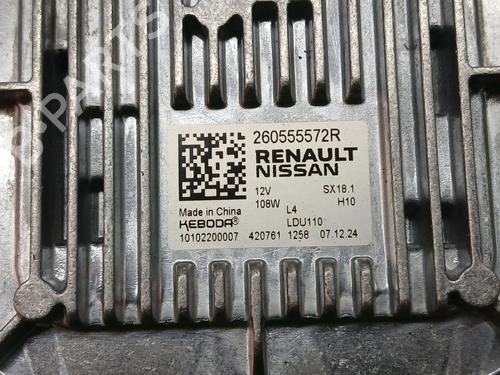 260555572R
RENAULT
NISSAN
12V SX18.1
108W L4 H10
Made in China
KEBODA® LDU110
10102200007 420761 1258 07.12.24
B-PARTS